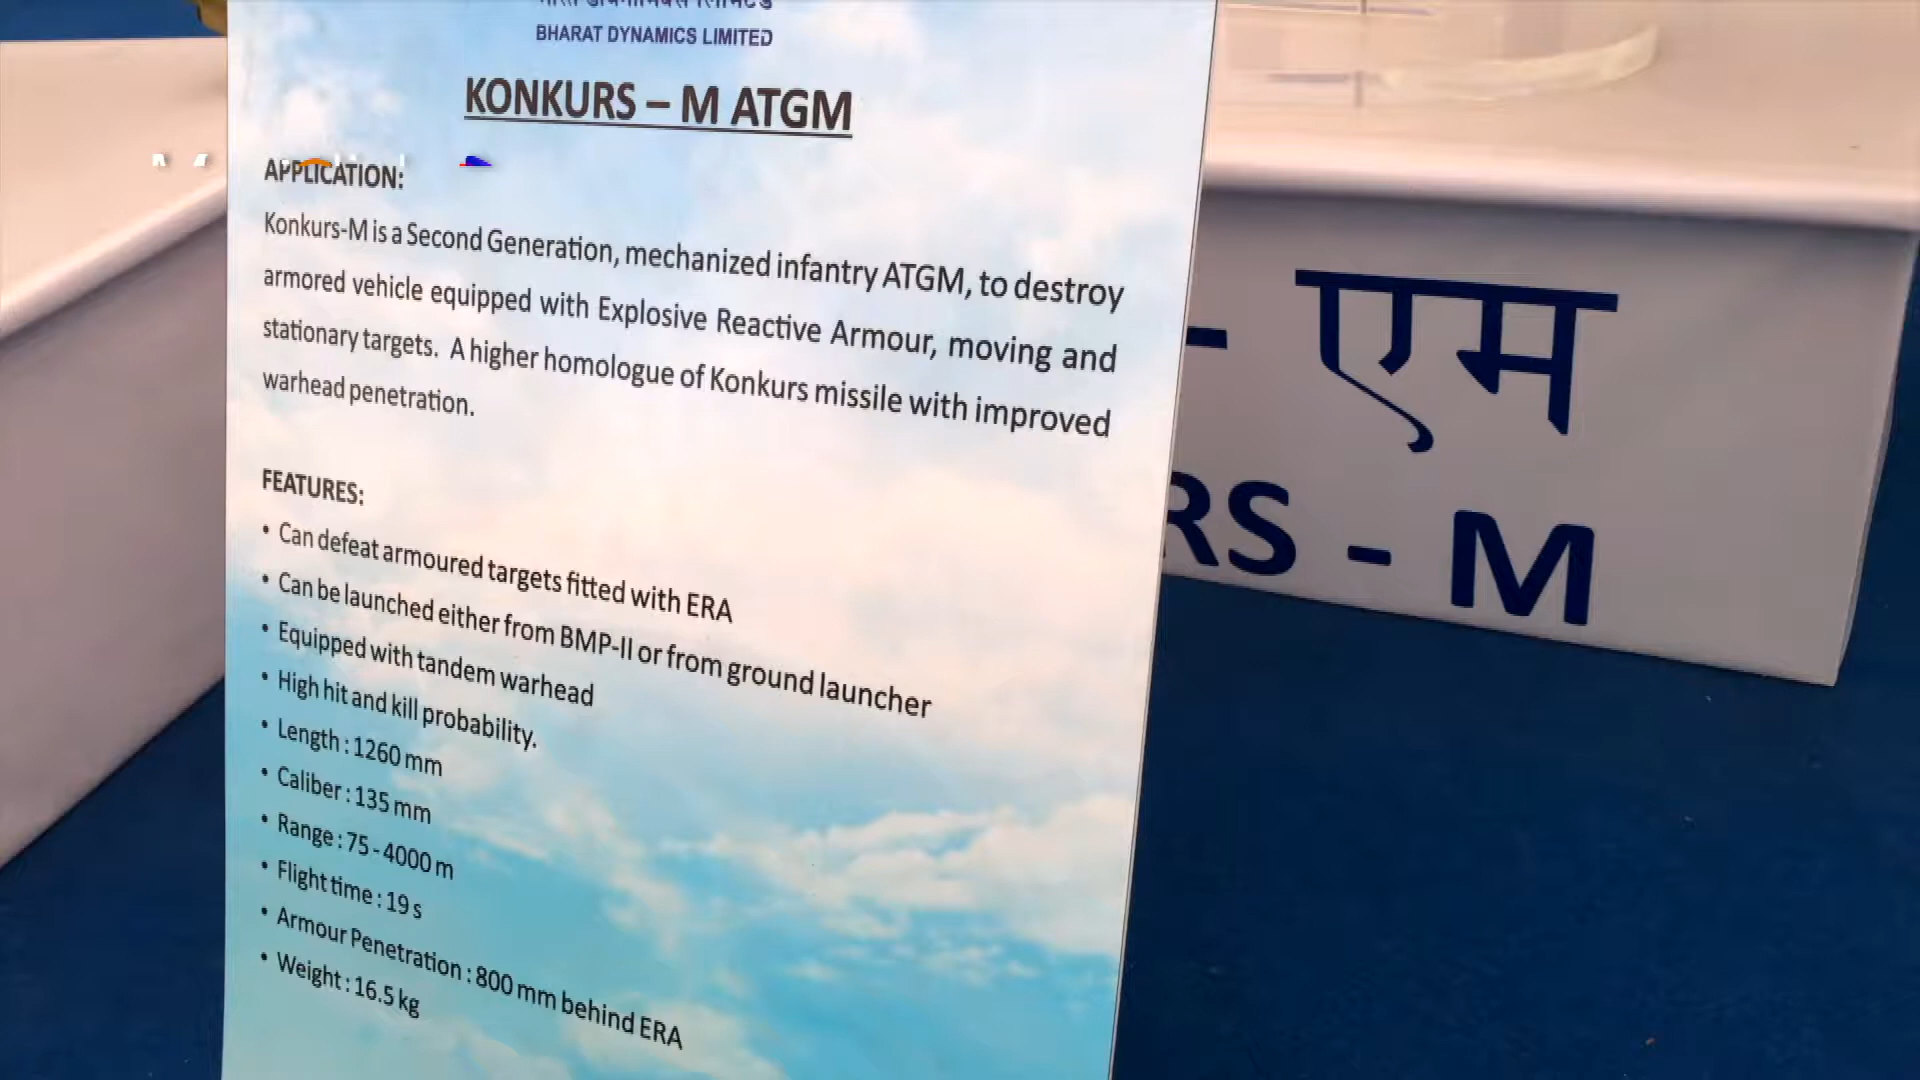 BHARAT DYNAMICS LIMITED
KONKURS – M ATGM
APPLICATION:
Konkurs-M is a Second Generation, mechanized infantry ATGM, to destroy
armored vehicle equipped with Explosive Reactive Armour, moving and
stationary targets. A higher homologue of Konkurs missile with improved
warhead penetration.
FEATURES:
• Can defeat armoured targets fitted with ERA
• Can be launched either from BMP-II or from ground launcher
• Equipped with tandem warhead
• High hit and kill probability.
• Length : 1260 mm
• Caliber : 135 mm
• Range : 75 - 4000 m
• Flight time : 19 s
• Armour Penetration : 800 mm behind ERA
• Weight : 16.5 kg
- एम
RS - M